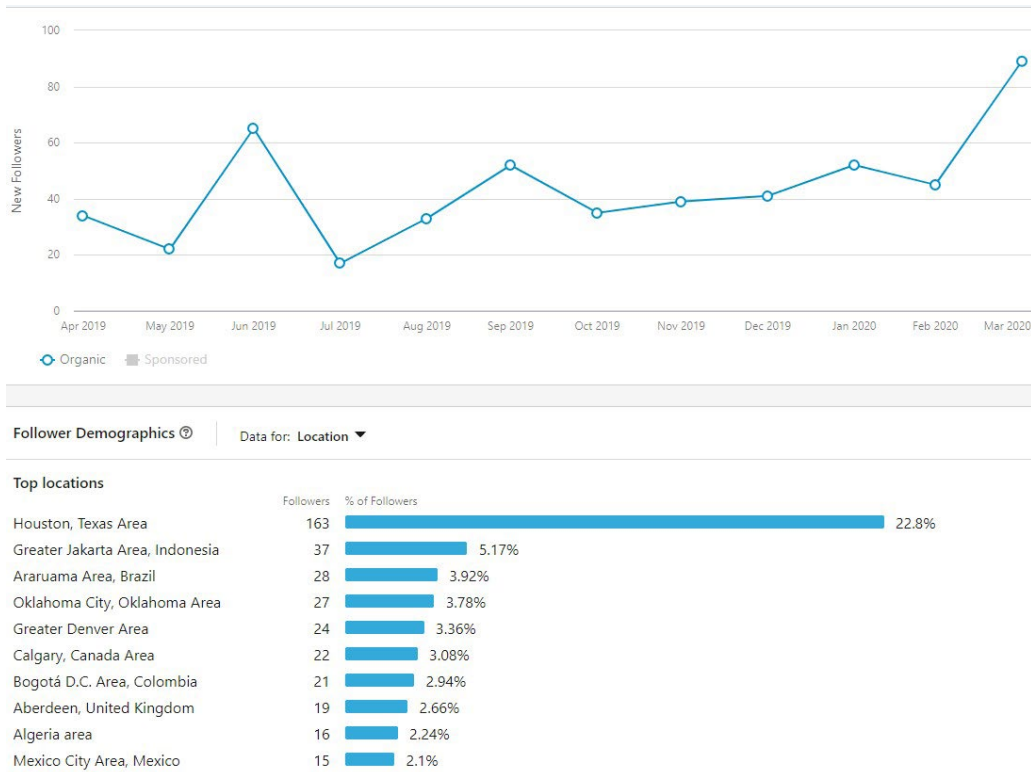 100
80
60
40
20
0
New Followers
Apr 2019 May 2019 Jun 2019 Jul 2019 Aug 2019 Sep 2019 Oct 2019 Nov 2019 Dec 2019 Jan 2020 Feb 2020 Mar 2020
Organic Sponsored
Follower Demographics ? Data for: Location
Top locations
Followers % of Followers
Houston, Texas Area 163 22.8%
Greater Jakarta Area, Indonesia 37 5.17%
Araruama Area, Brazil 28 3.92%
Oklahoma City, Oklahoma Area 27 3.78%
Greater Denver Area 24 3.36%
Calgary, Canada Area 22 3.08%
Bogotá D.C. Area, Colombia 21 2.94%
Aberdeen, United Kingdom 19 2.66%
Algeria area 16 2.24%
Mexico City Area, Mexico 15 2.1%